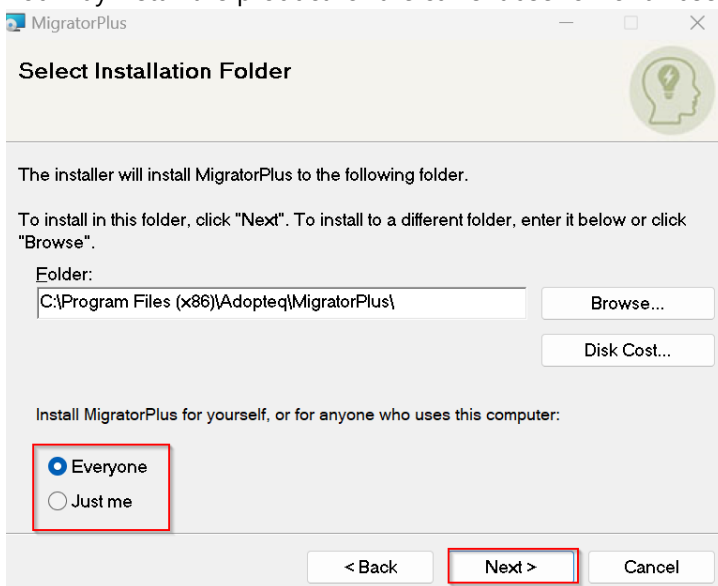 MigratorPlus
Select Installation Folder
The installer will install MigratorPlus to the following folder.
To install in this folder, click "Next". To install to a different folder, enter it below or click
"Browse".
Folder:
C:\Program Files (x86)\Adopteq\MigratorPlus\
Browse...
Disk Cost...
Install MigratorPlus for yourself, or for anyone who uses this computer:
Everyone
Just me
< Back
Next >
Cancel